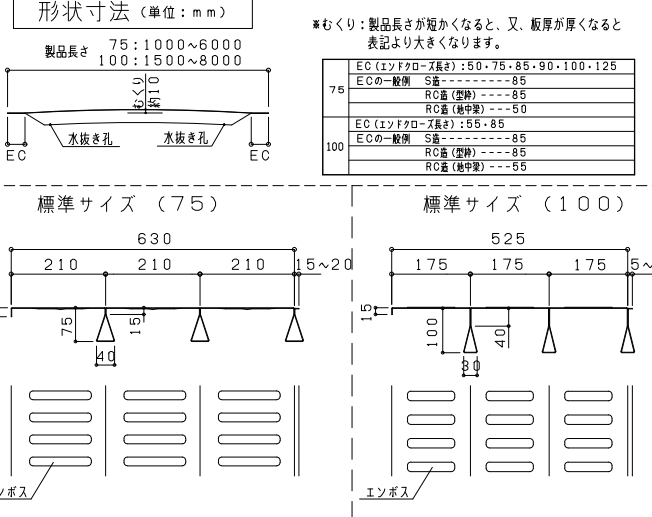 形状寸法（単位：mm）
製品長さ 75：1000〜6000
100：1500〜8000
むくり
約10
水抜き孔 水抜き孔
EC EC
※むくり：製品長さが短かくなると、又、板厚が厚くなると
表記より大きくなります。
75
EC（エンドクローズ長さ）：50・75・85・90・100・125
ECの一般例 S造---------85
RC造（型枠）----85
RC造（地中梁）---50
100
EC（エンドクローズ長さ）：55・85
ECの一般例 S造---------85
RC造（型枠）----85
RC造（地中梁）---55
標準サイズ（75）
630
210 210 210 15〜20
75 15
40
ンボス
標準サイズ（100）
525
175 175 175 5〜
15 100 40
30
エンボス